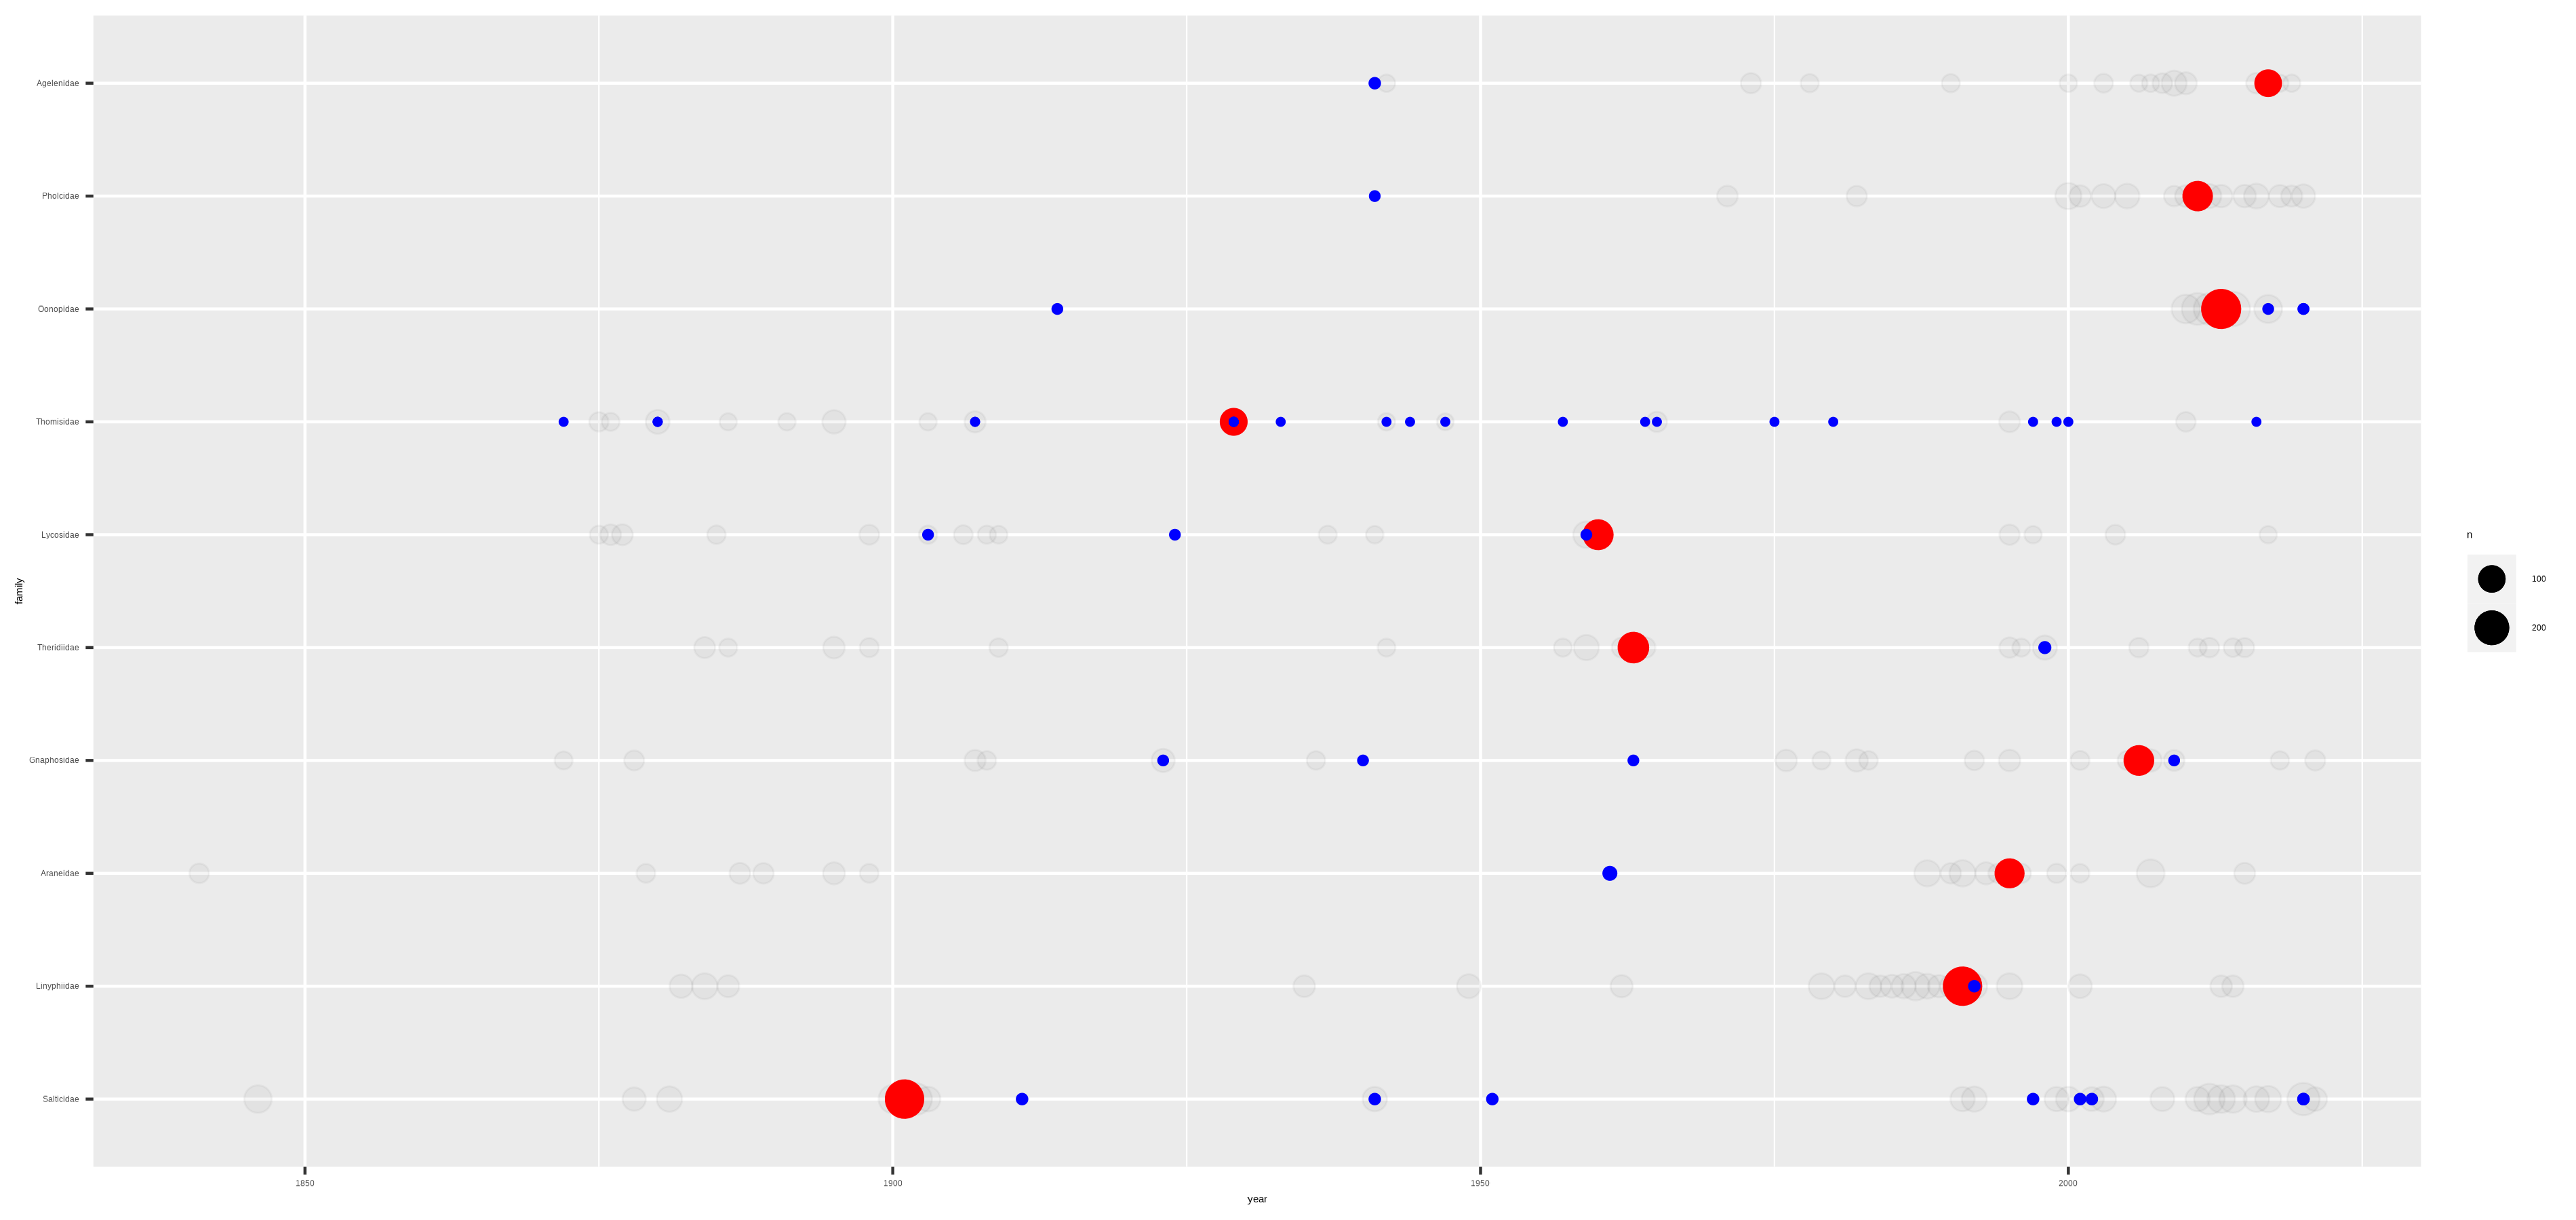 Agelenidae
Pholcidae
Oonopidae
Thomisidae
Lycosidae
Theridiidae
Gnaphosidae
Araneidae
Linyphiidae
Salticidae
family
1850
1900
1950
2000
year
n
100
200